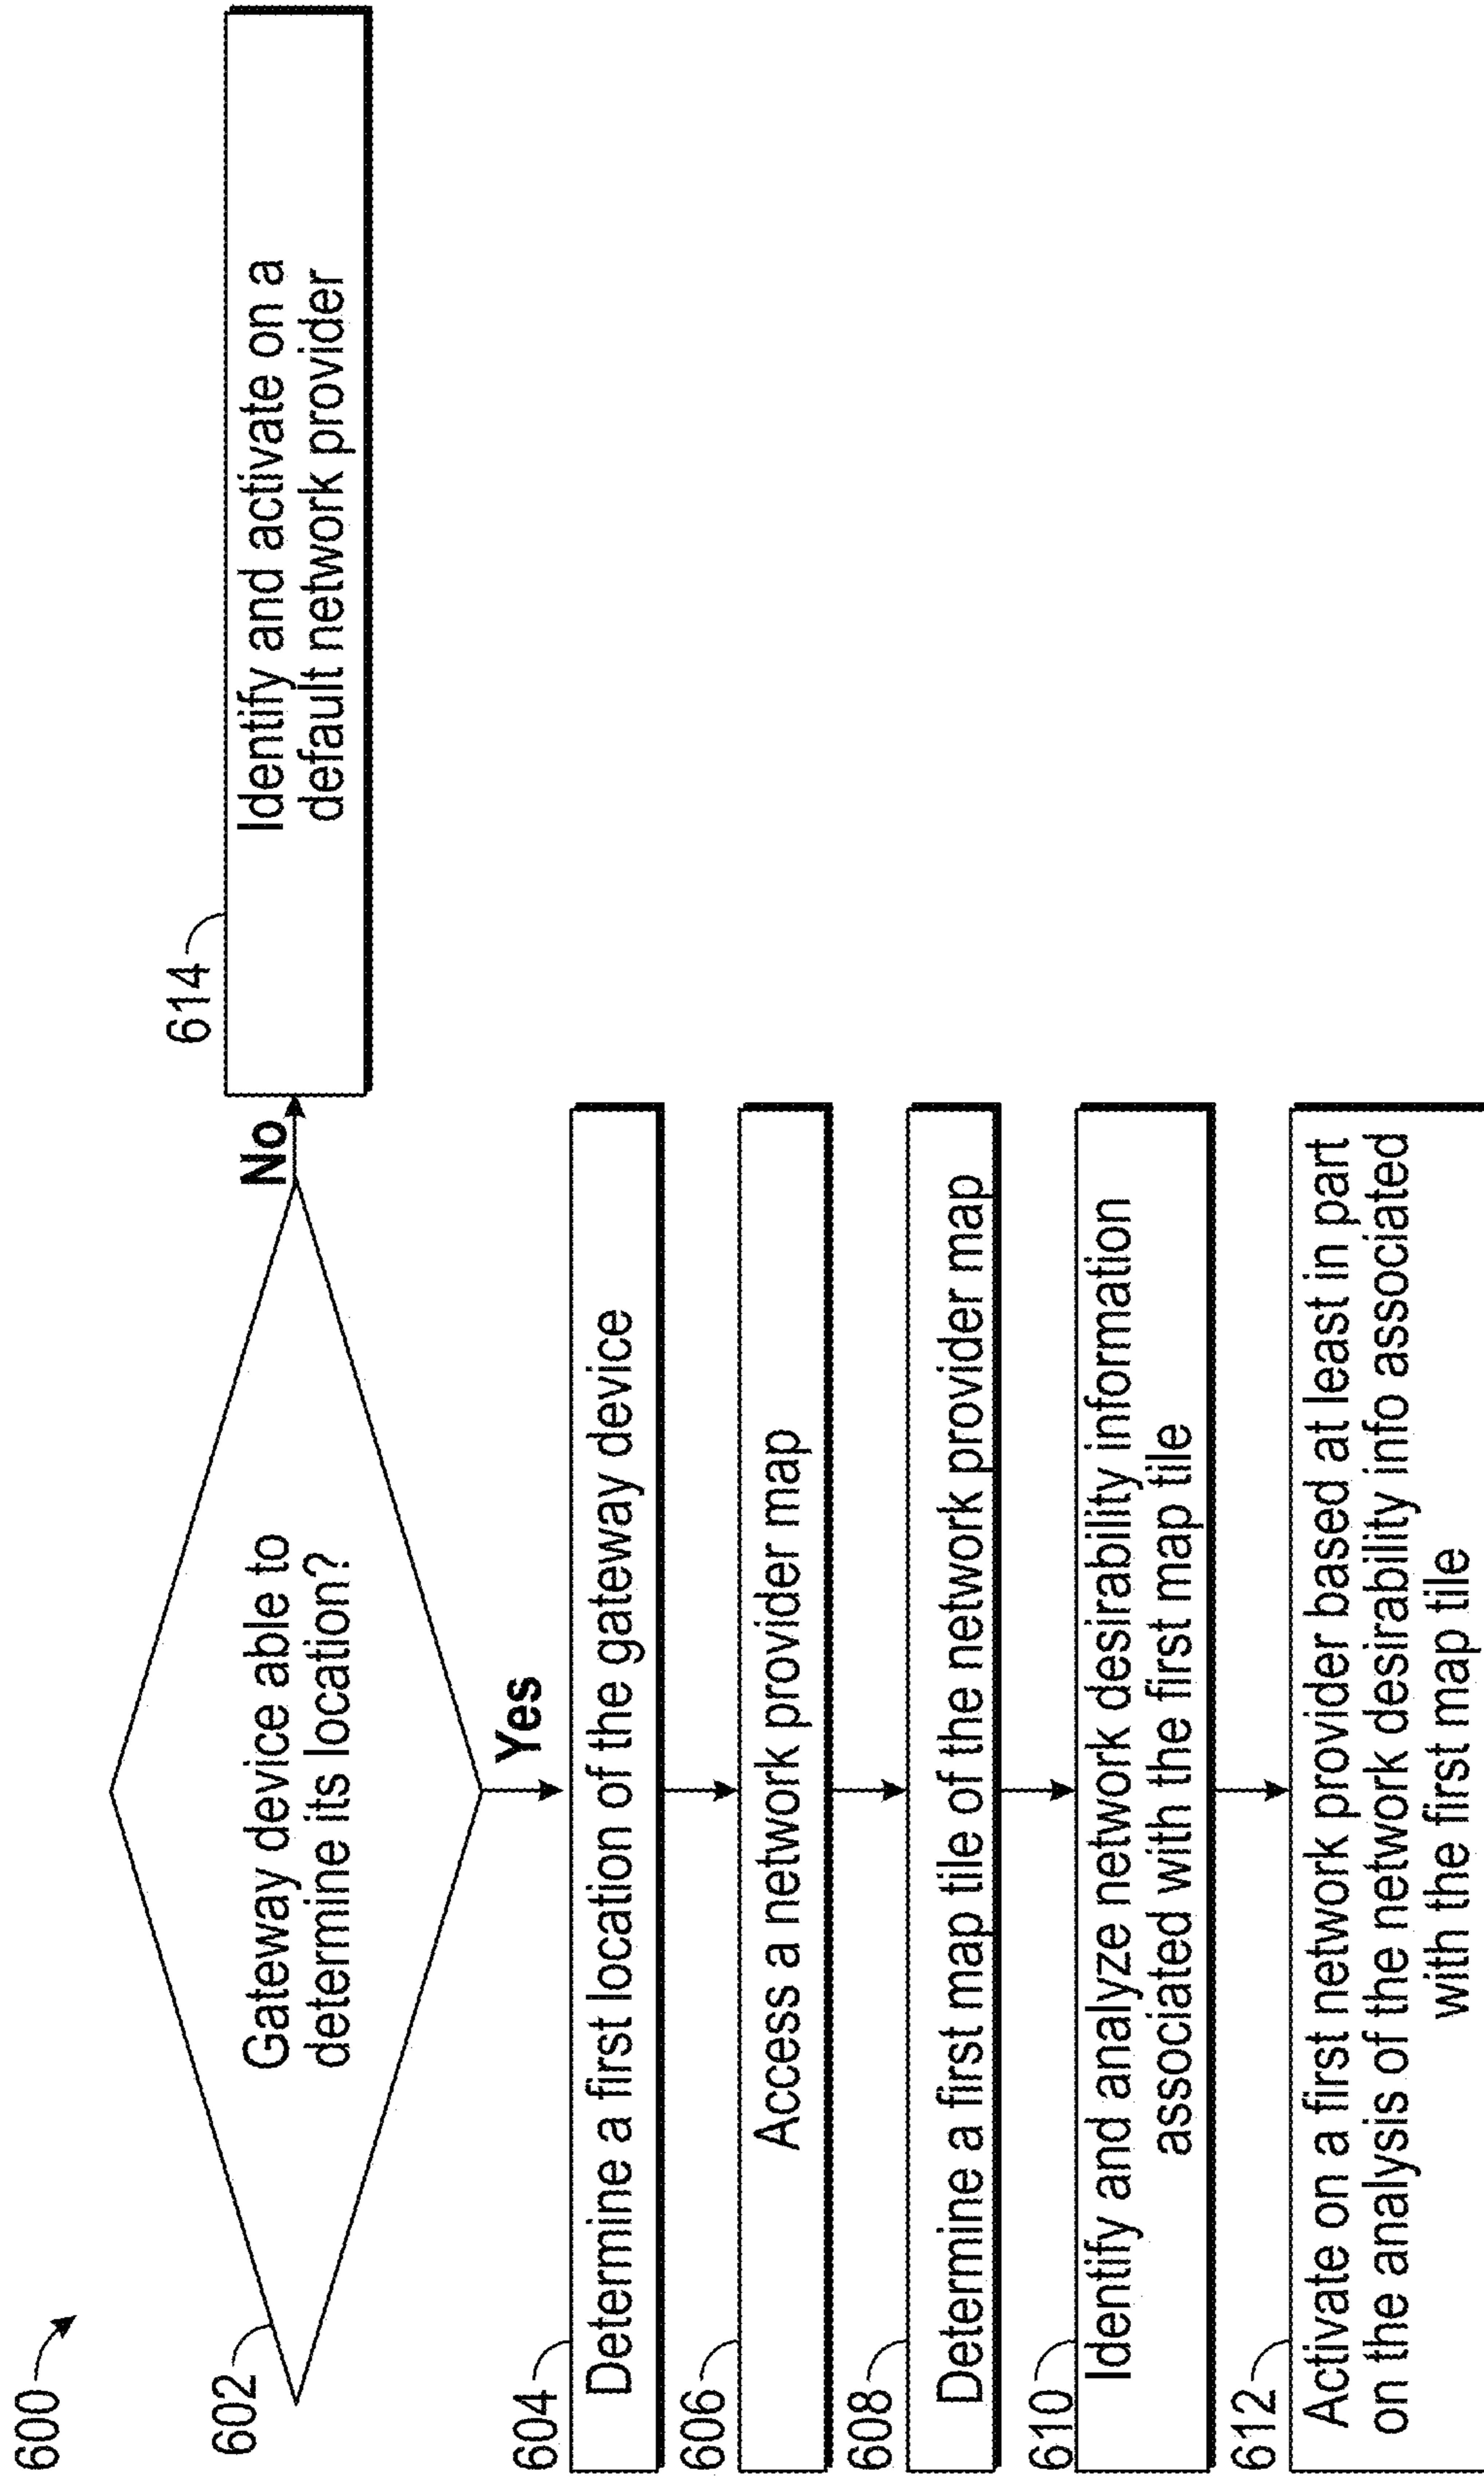 600
602
Gateway device able to
determine its location?
No
614
Identify and activate on a
default network provider
Yes
604
Determine a first location of the gateway device
606
Access a network provider map
608
Determine a first map tile of the network provider map
610
Identify and analyze network desirability information
associated with the first map tile
612
Activate on a first network provider based at least in part
on the analysis of the network desirability info associated
with the first map tile